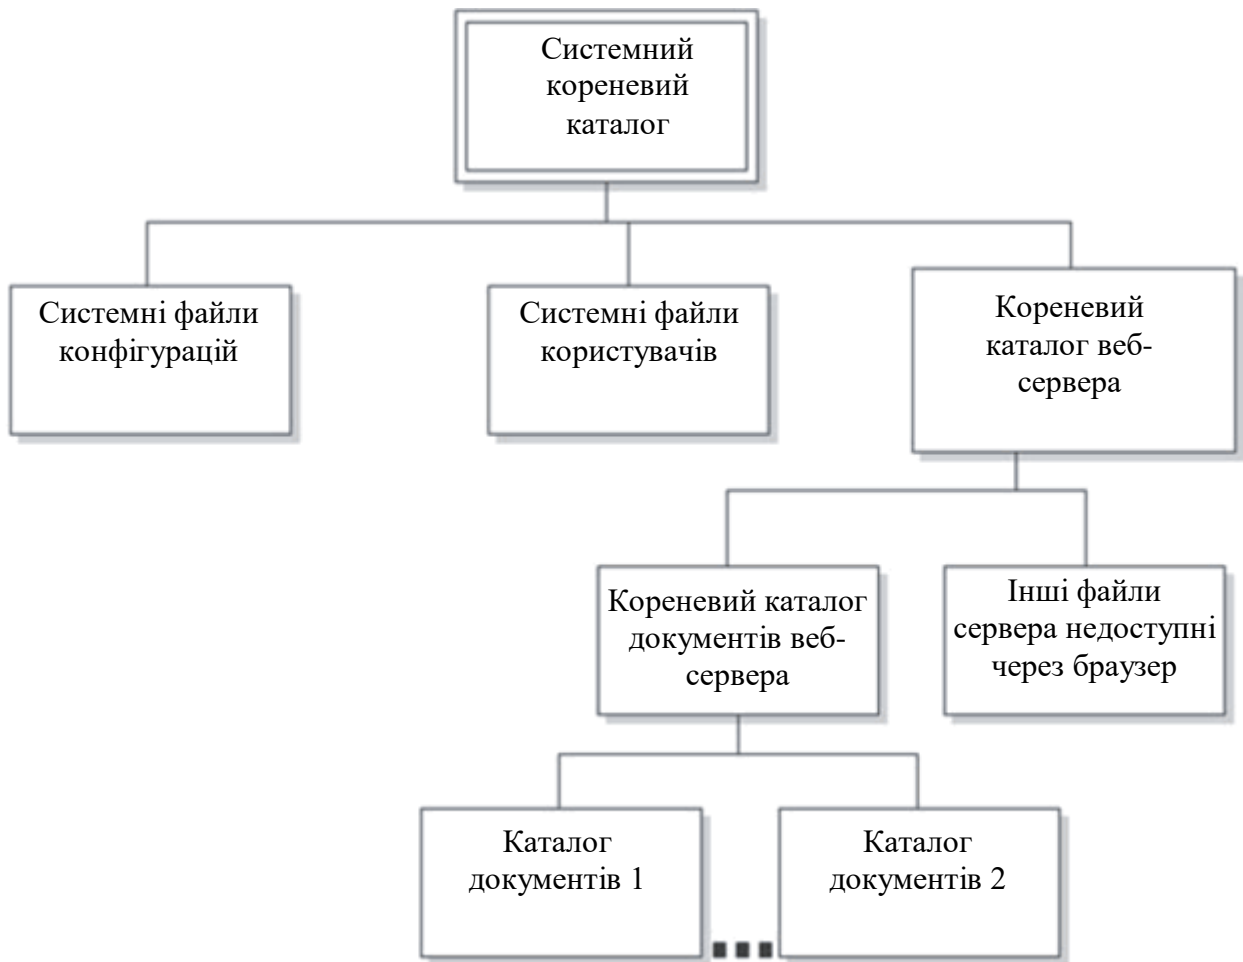 Системний
кореневий
каталог
Системні файли
конфігурацій
Системні файли
користувачів
Кореневий
каталог веб-
сервера
Кореневий каталог
документів веб-
сервера
Інші файли
сервера недоступні
через браузер
Каталог
документів 1
Каталог
документів 2